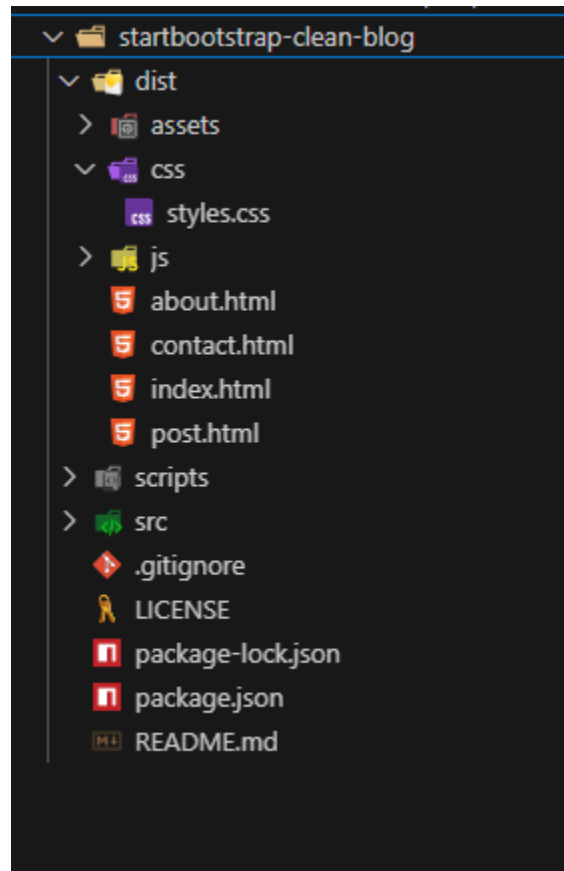 startbootstrap-clean-blog
dist
assets
css
styles.css
js
about.html
contact.html
index.html
post.html
scripts
src
.gitignore
LICENSE
package-lock.json
package.json
README.md